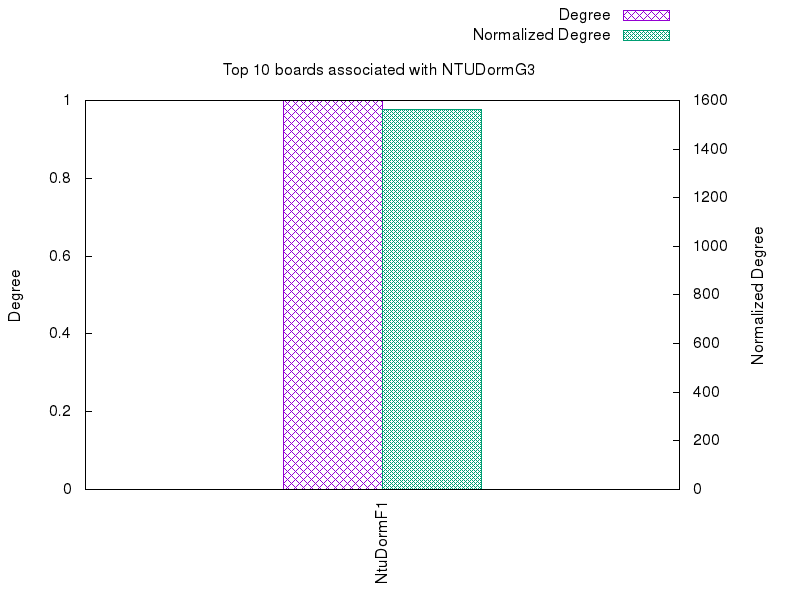 Degree
Normalized Degree
Top 10 boards associated with NTUDormG3
1
0.8
0.6
0.4
0.2
0
1600
1400
1200
1000
800
600
400
200
0
Degree
Normalized Degree
NtuDormF1